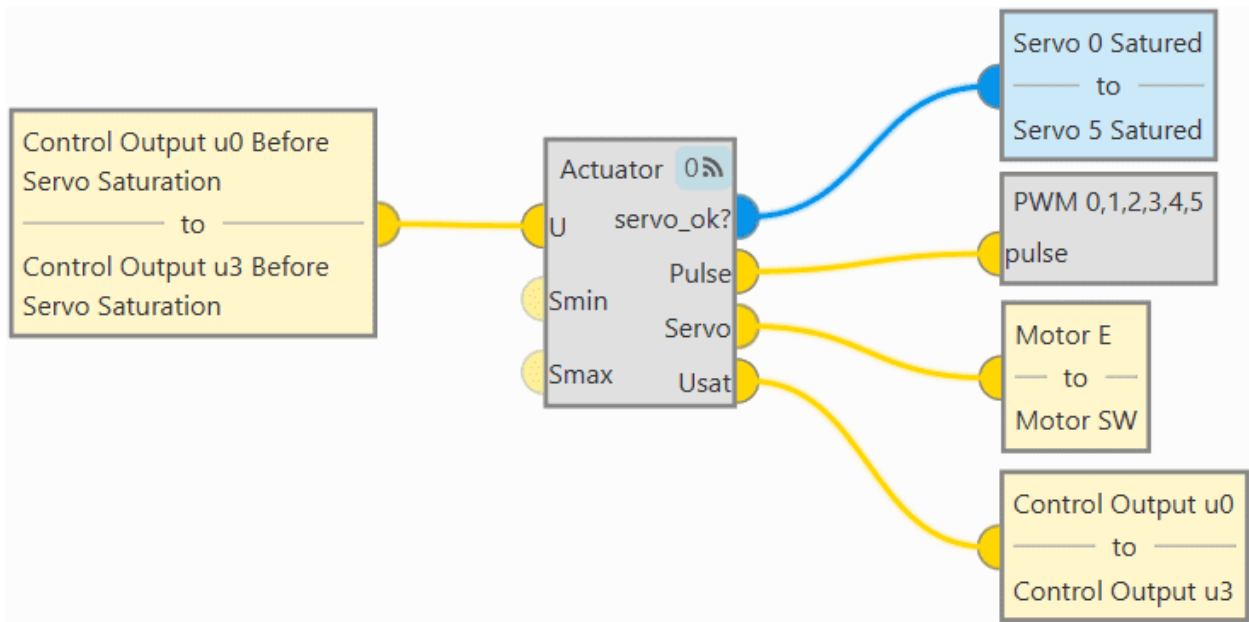 Control Output u0 Before
Servo Saturation
to
Control Output u3 Before
Servo Saturation
Actuator 0
U
servo_ok?
Smin
Pulse
Smax
Servo
Usat
Servo 0 Satured
to
Servo 5 Satured
PWM 0,1,2,3,4,5
pulse
Motor E
to
Motor SW
Control Output u0
to
Control Output u3